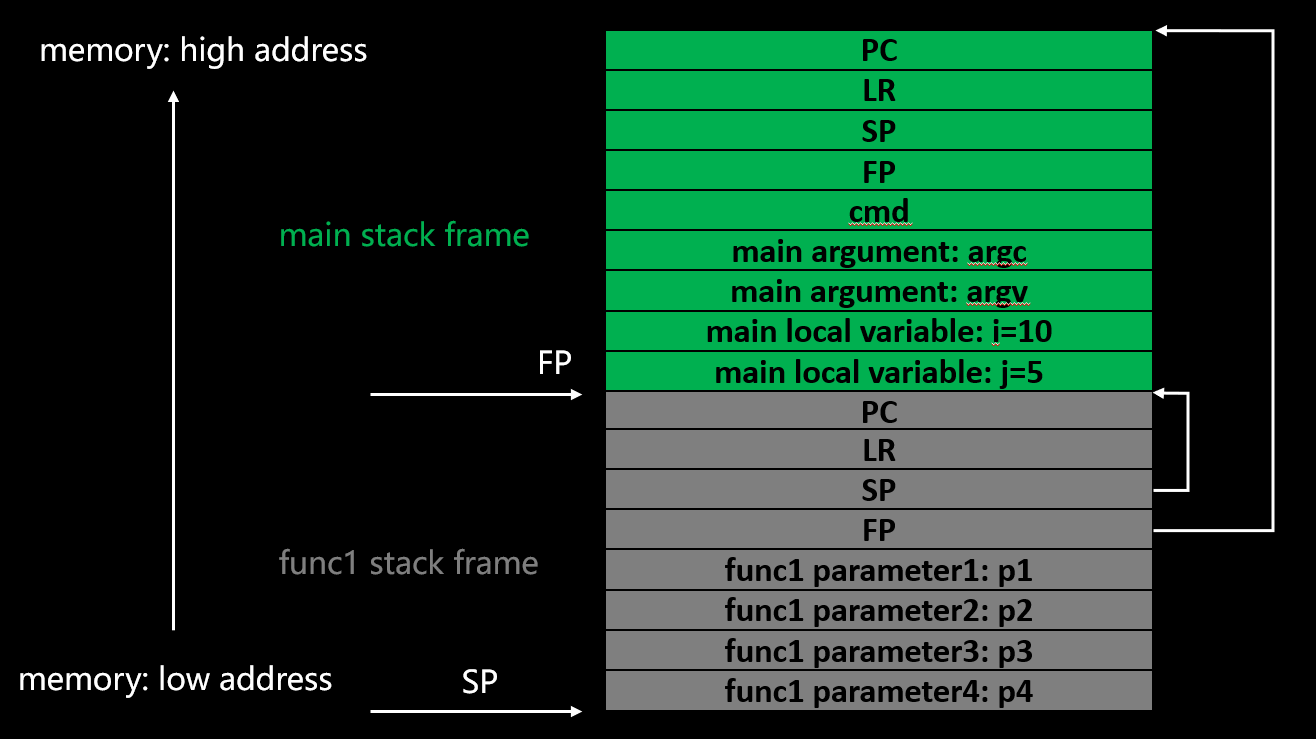 memory: high address
PC
LR
SP
FP
cmd
main stack frame
main argument: argc
main argument: argv
main local variable: i=10
FP
main local variable: j=5
PC
LR
SP
FP
func1 stack frame
func1 parameter1: p1
func1 parameter2: p2
func1 parameter3: p3
memory: low address
SP
func1 parameter4: p4